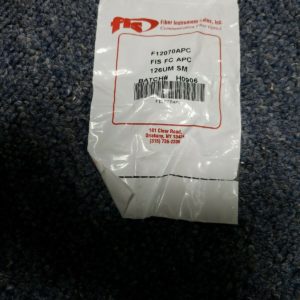 fis
Fiber Instrument Sales, Inc.
F12070APC
FIS FC APC
126UM SM
BATCH# H0906
161 Clear Road,
Oriskany, NY 13424
(315) 736-2206